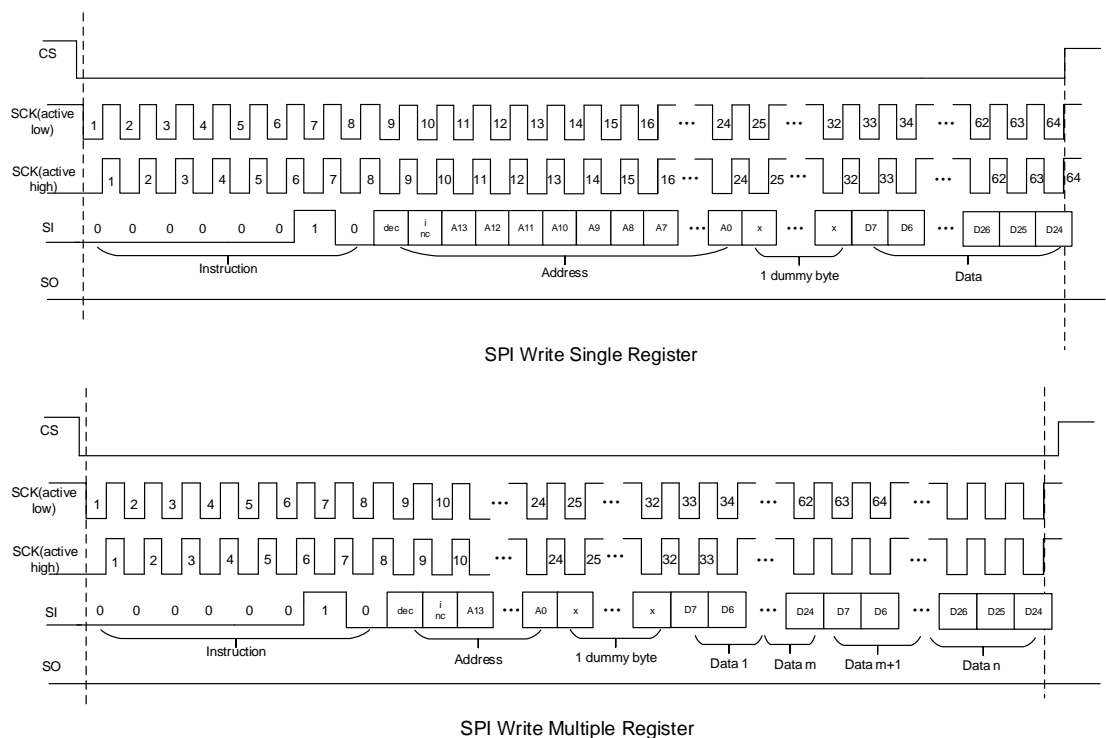 CS
SCK(active low)
1 2 3 4 5 6 7 8 9 10 11 12 13 14 15 16 ••• 24 25 ••• 32 33 34 ••• 62 63 64
SCK(active high)
1 2 3 4 5 6 7 8 9 10 11 12 13 14 15 16 ••• 24 25 ••• 32 33 ••• 62 63 64
SI
0 0 0 0 0 0 1 0 dec i nc A13 A12 A11 A10 A9 A8 A7 ••• A0 x ••• x D7 D6 ••• D26 D25 D24
Instruction Address 1 dummy byte Data
SO
SPI Write Single Register
CS
SCK(active low)
1 2 3 4 5 6 7 8 9 10 ••• 24 25 ••• 32 33 34 ••• 62 63 64 •••
SCK(active high)
1 2 3 4 5 6 7 8 9 10 ••• 24 25 ••• 32 33 ••• •••
SI
0 0 0 0 0 0 1 0 dec i nc A13 ••• A0 x ••• x D7 D6 ••• D24 D7 D6 ••• D26 D25 D24
Instruction Address 1 dummy byte Data 1 Data m Data m+1 Data n
SO
SPI Write Multiple Register